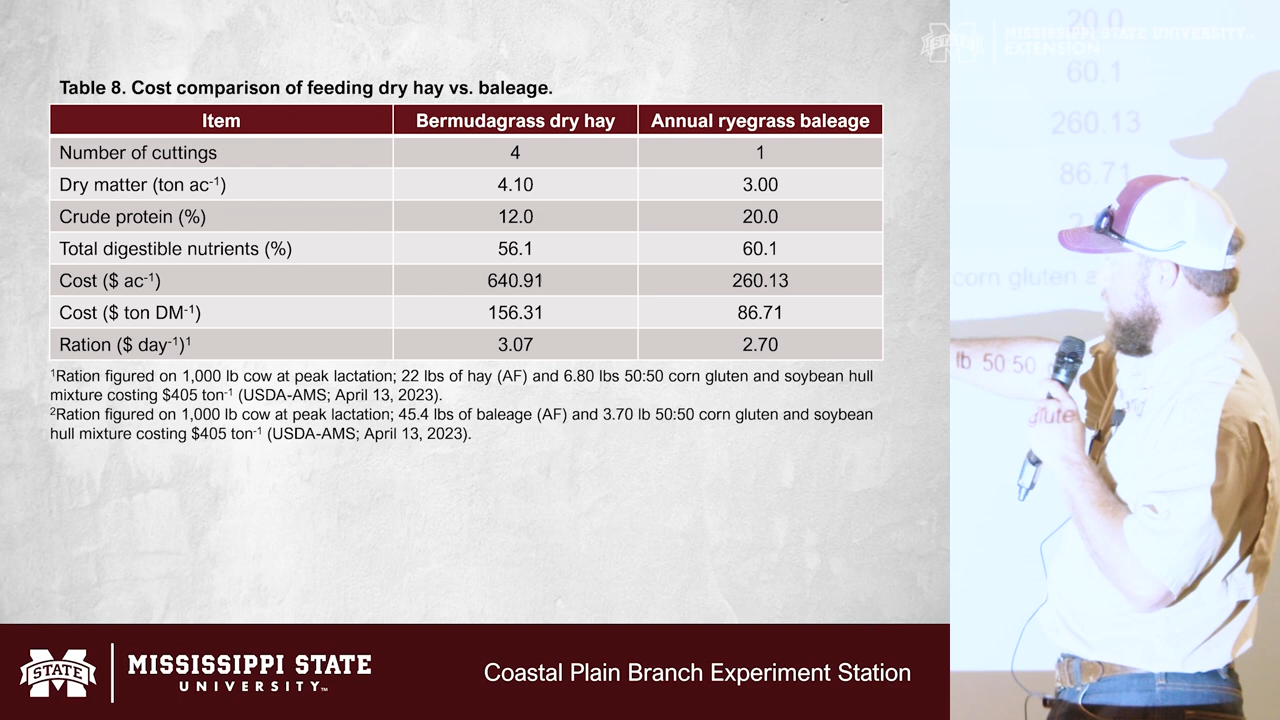 Table 8. Cost comparison of feeding dry hay vs. baleage.
Item Bermudagrass dry hay Annual ryegrass baleage
Number of cuttings 4 1
Dry matter (ton ac⁻¹) 4.10 3.00
Crude protein (%) 12.0 20.0
Total digestible nutrients (%) 56.1 60.1
Cost ($ ac⁻¹) 640.91 260.13
Cost ($ ton DM⁻¹) 156.31 86.71
Ration ($ day⁻¹)¹ 3.07 2.70
¹Ration figured on 1,000 lb cow at peak lactation; 22 lbs of hay (AF) and 6.80 lbs 50:50 corn gluten and soybean hull
mixture costing $405 ton⁻¹ (USDA-AMS; April 13, 2023).
²Ration figured on 1,000 lb cow at peak lactation; 45.4 lbs of baleage (AF) and 3.70 lb 50:50 corn gluten and soybean
hull mixture costing $405 ton⁻¹ (USDA-AMS; April 13, 2023).
STATE
MISSISSIPPI STATE
UNIVERSITY™
Coastal Plain Branch Experiment Station
STATE
MISSISSIPPI STATE UNIVERSITY™
EXTENSION
20.0
60.1
260.13
86.71
corn gluten
lb 50:50